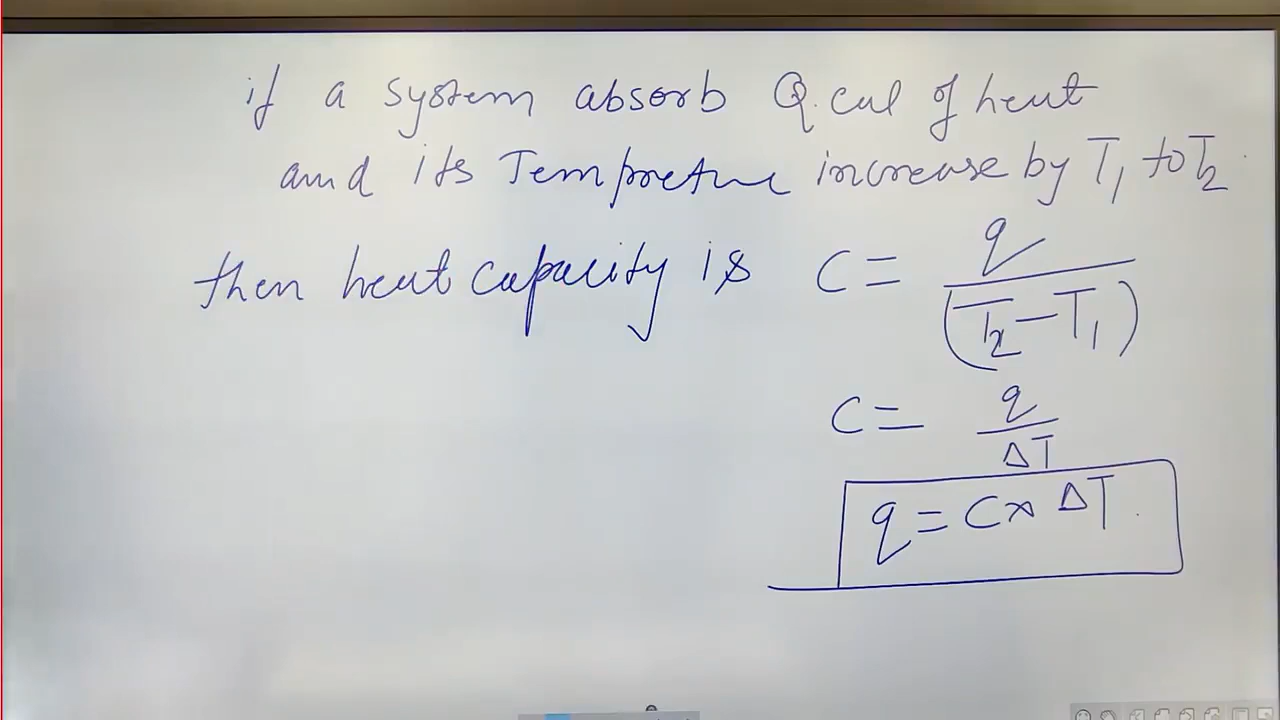 if a system absorb Q.cal of heat
and its Tempretue increase by T₁ to T₂
then heat capacity is C = q / (T₂ - T₁)
C = q / ΔT
q = C × ΔT